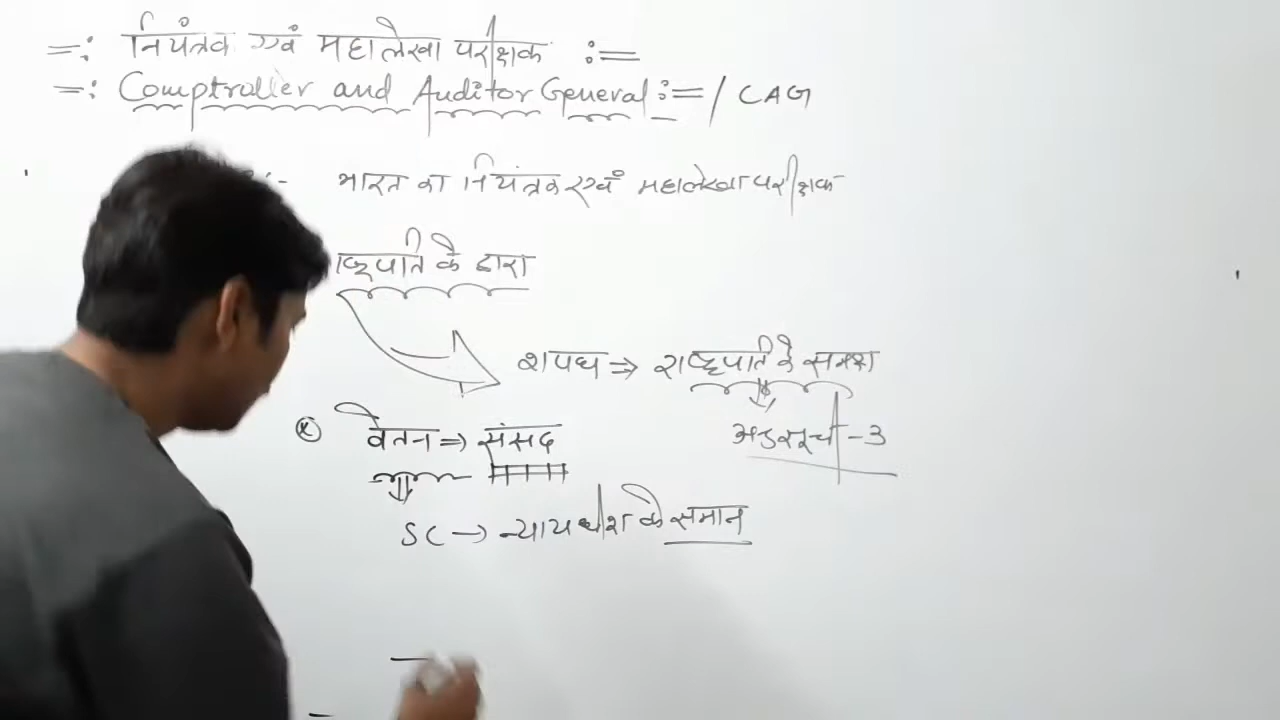 =: नियंत्रक एवं महालेखा परीक्षक :=
=: Comptroller and Auditor General := / CAG
:- भारत का नियंत्रक एवं महालेखा परीक्षक
ष्ट्रपति के द्वारा
शपथ ⇒ राष्ट्रपति के समक्ष
वेतन ⇒ संसद
अनुसूची - 3
SC → न्यायधीश के समान